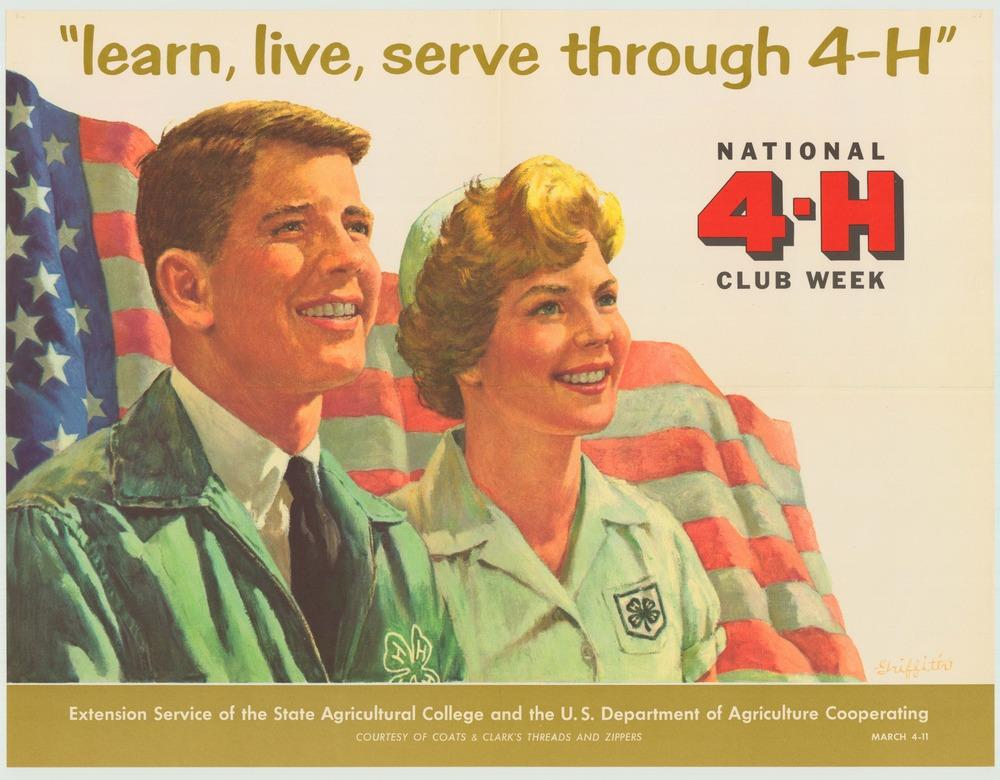 "learn, live, serve through 4-H"
NATIONAL
4·H
CLUB WEEK
H
Griffith
Extension Service of the State Agricultural College and the U.S. Department of Agriculture Cooperating
COURTESY OF COATS & CLARK'S THREADS AND ZIPPERS
MARCH 4-11